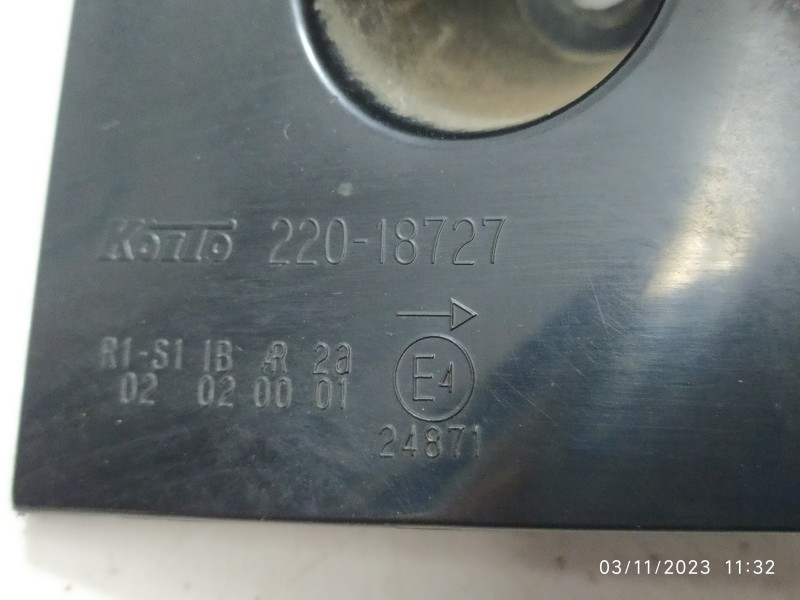 Koito 220-18727
R1-S1 IB AR 2a
02 02 00 01
E4
24871
03/11/2023 11:32